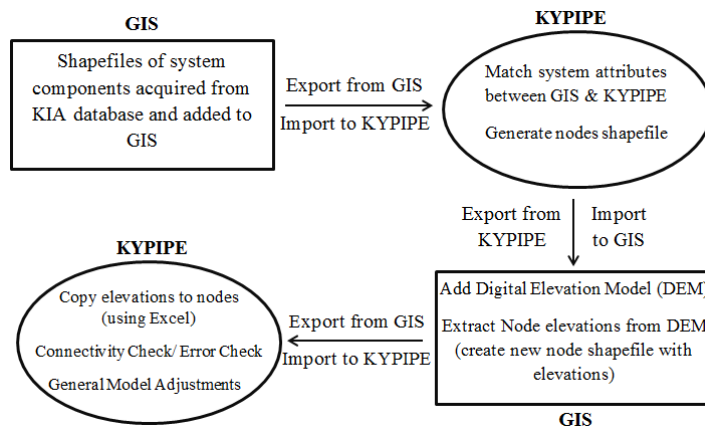 GIS
Shapefiles of system
components acquired from
KIA database and added to
GIS
Export from GIS
Import to KYPIPE
KYPIPE
Match system attributes
between GIS & KYPIPE
Generate nodes shapefile
Export from
KYPIPE
Import
to GIS
Add Digital Elevation Model (DEM)
Extract Node elevations from DEM
(create new node shapefile with
elevations)
GIS
Export from GIS
Import to KYPIPE
KYPIPE
Copy elevations to nodes
(using Excel)
Connectivity Check/ Error Check
General Model Adjustments